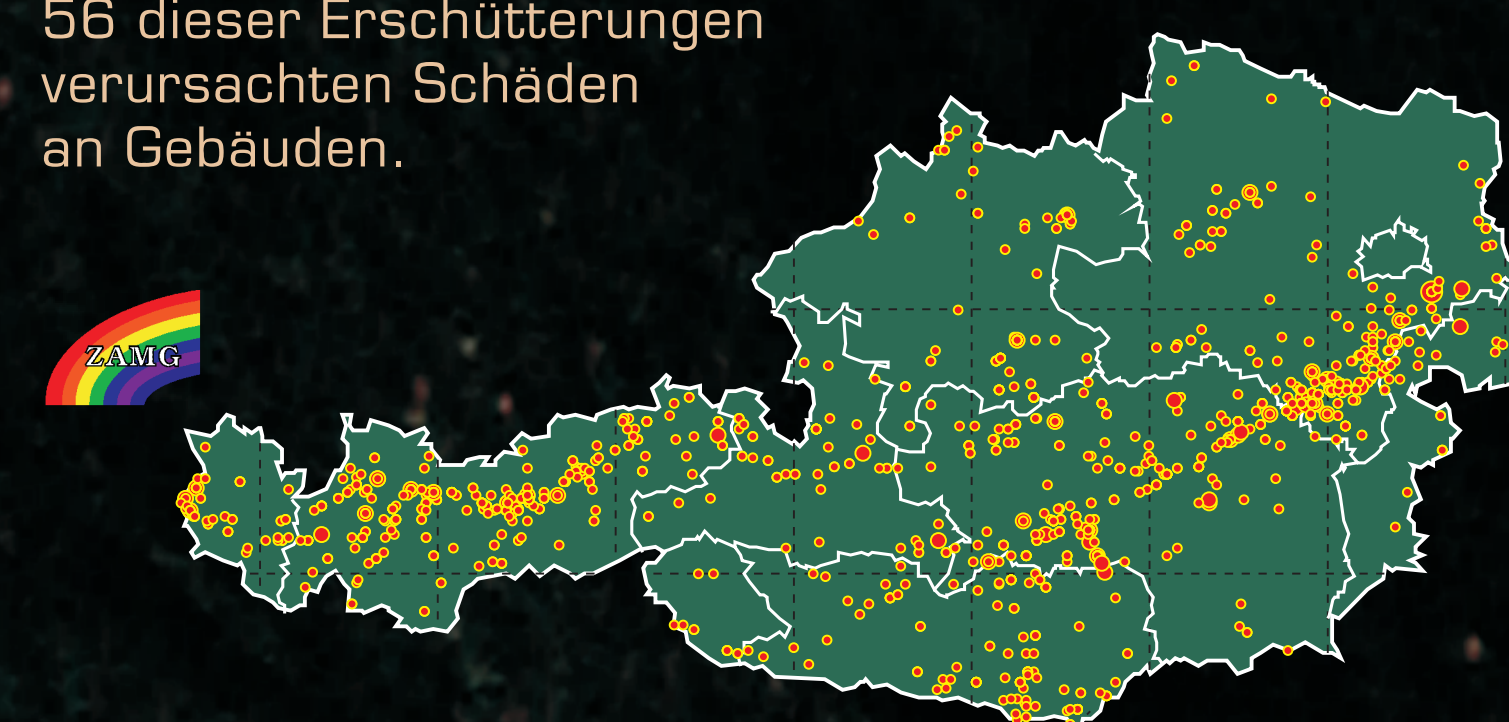 56 dieser Erschütterungen
verursachten Schäden
an Gebäuden.
ZAMG